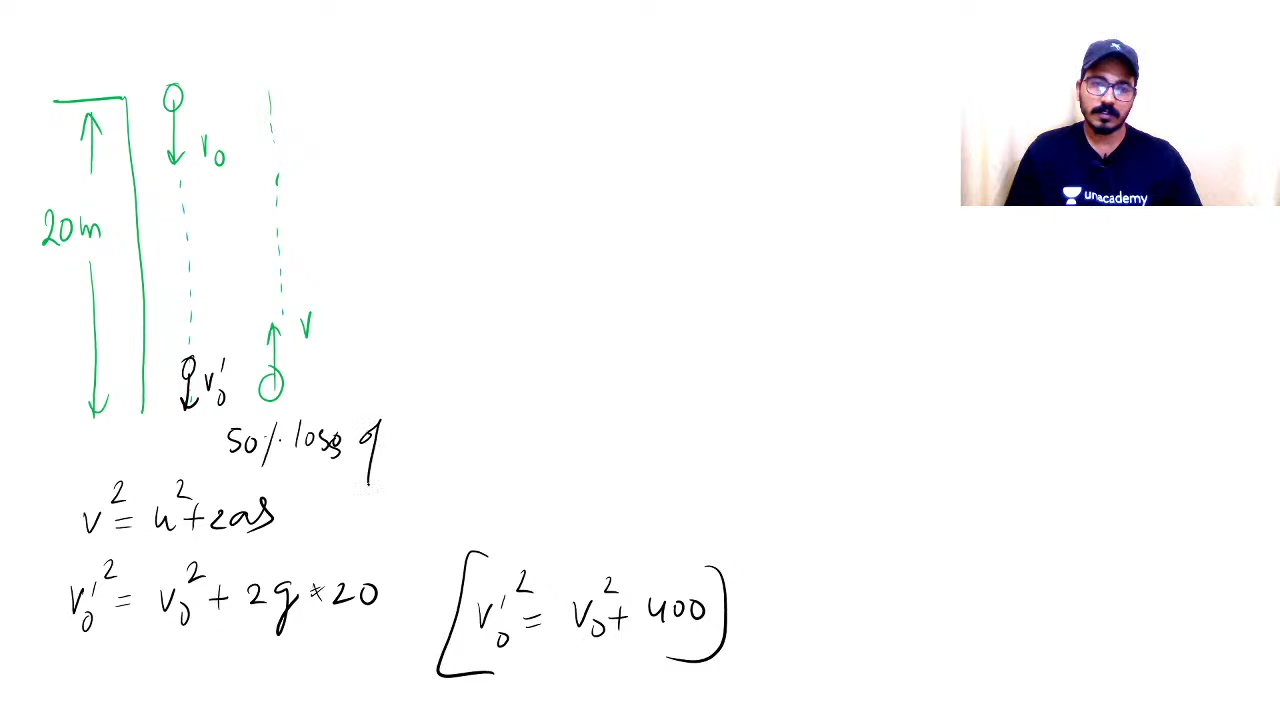 v₀
20m
v
v₀'
50% loss of
v² = u² + 2as
v₀'² = v₀² + 2g × 20
[v₀'² = v₀² + 400]
unacademy